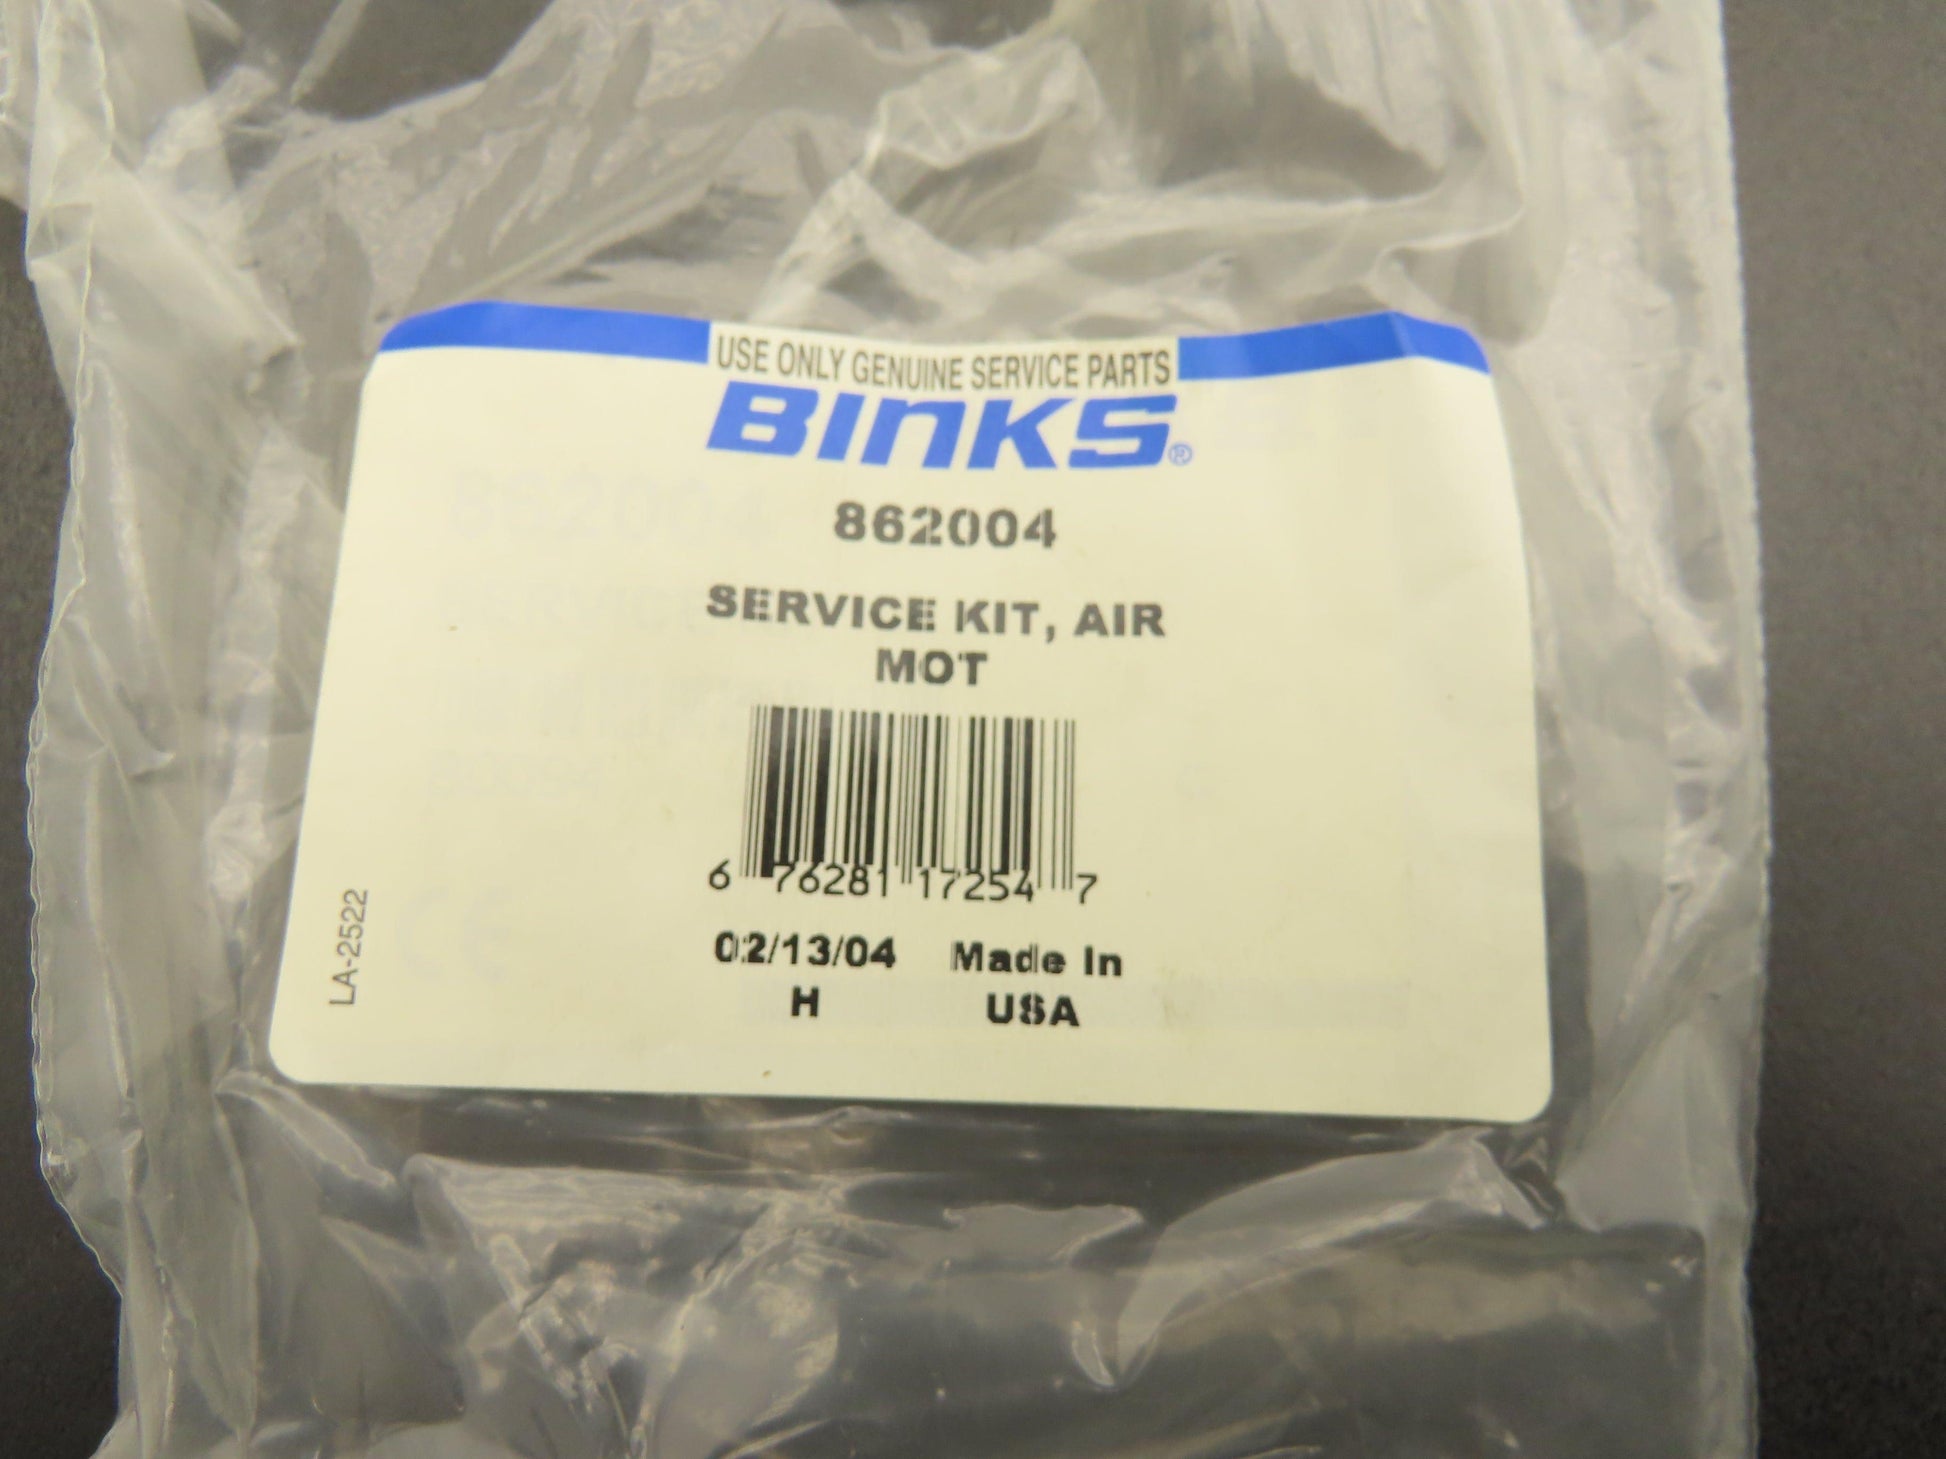 USE ONLY GENUINE SERVICE PARTS
BINKS®
862004
SERVICE KIT, AIR
MOT
6 76281 17254 7
02/13/04 Made In
H USA
LA-2522